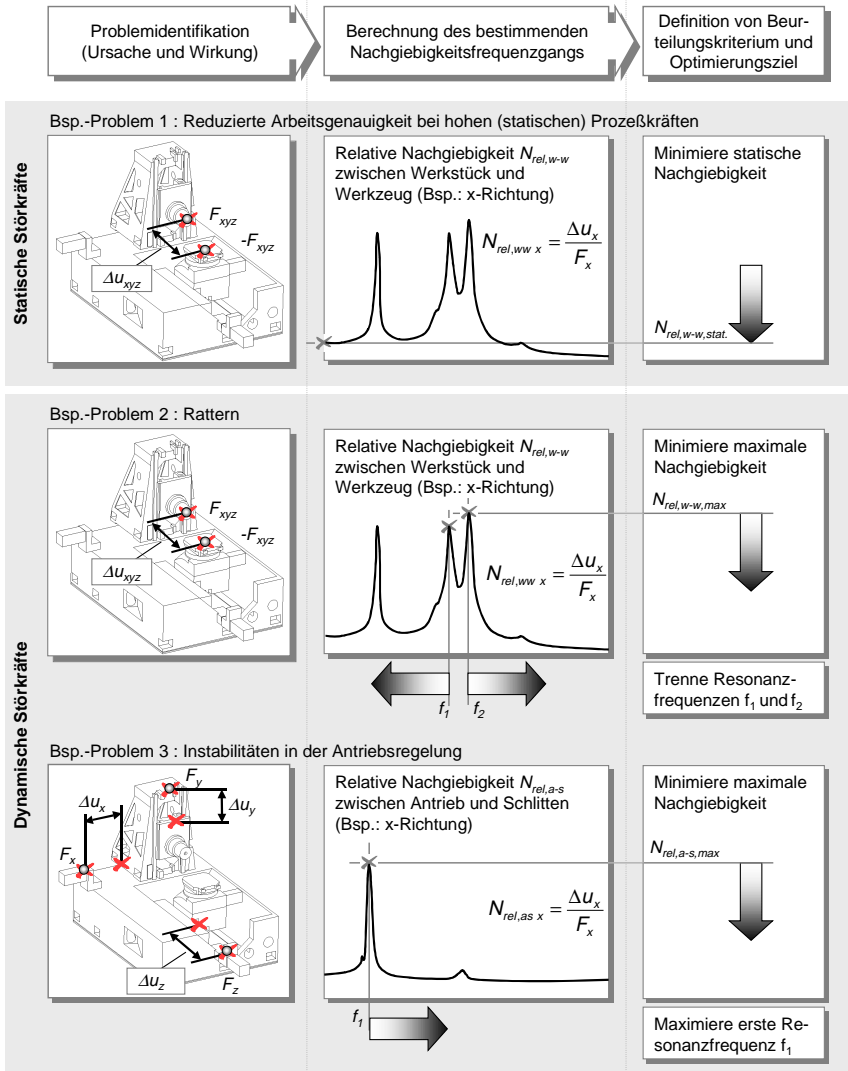 Problemidentifikation
(Ursache und Wirkung)
Berechnung des bestimmenden
Nachgiebigkeitsfrequenzgangs
Definition von Beur-
teilungskriterium und
Optimierungsziel
Statische Störkräfte
Bsp.-Problem 1 : Reduzierte Arbeitsgenauigkeit bei hohen (statischen) Prozeßkräften
F_xyz
-F_xyz
Δu_xyz
Relative Nachgiebigkeit N_rel,w-w
zwischen Werkstück und
Werkzeug (Bsp.: x-Richtung)
N_rel,ww x = Δu_x / F_x
Minimiere statische
Nachgiebigkeit
N_rel,w-w,stat.
Dynamische Störkräfte
Bsp.-Problem 2 : Rattern
F_xyz
-F_xyz
Δu_xyz
Relative Nachgiebigkeit N_rel,w-w
zwischen Werkstück und
Werkzeug (Bsp.: x-Richtung)
N_rel,ww x = Δu_x / F_x
f_1
f_2
Minimiere maximale
Nachgiebigkeit
N_rel,w-w,max
Trenne Resonanz-
frequenzen f_1 und f_2
Bsp.-Problem 3 : Instabilitäten in der Antriebsregelung
F_y
Δu_x
Δu_y
F_x
Δu_z
F_z
Relative Nachgiebigkeit N_rel,a-s
zwischen Antrieb und Schlitten
(Bsp.: x-Richtung)
N_rel,as x = Δu_x / F_x
f_1
Minimiere maximale
Nachgiebigkeit
N_rel,a-s,max
Maximiere erste Re-
sonanzfrequenz f_1